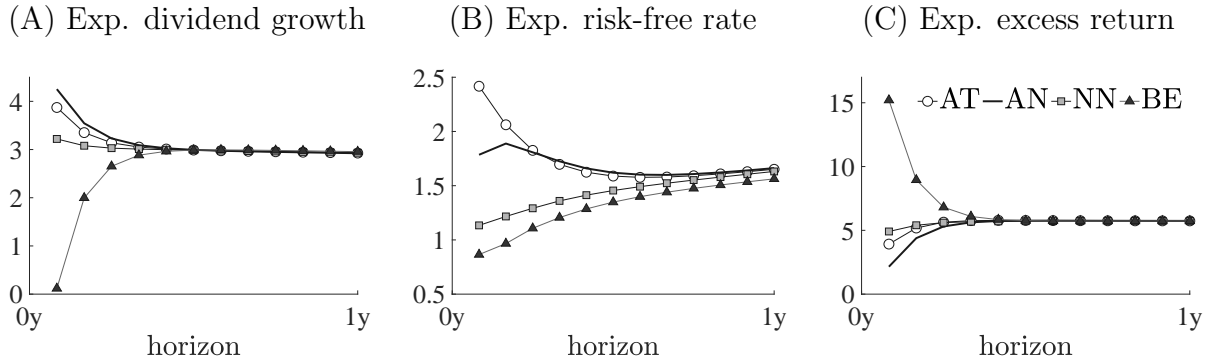 (A) Exp. dividend growth
4
3
2
1
0
0y
1y
horizon
(B) Exp. risk-free rate
2.5
2
1.5
1
0.5
0y
1y
horizon
(C) Exp. excess return
15
10
5
0
AT AN NN BE
0y
1y
horizon